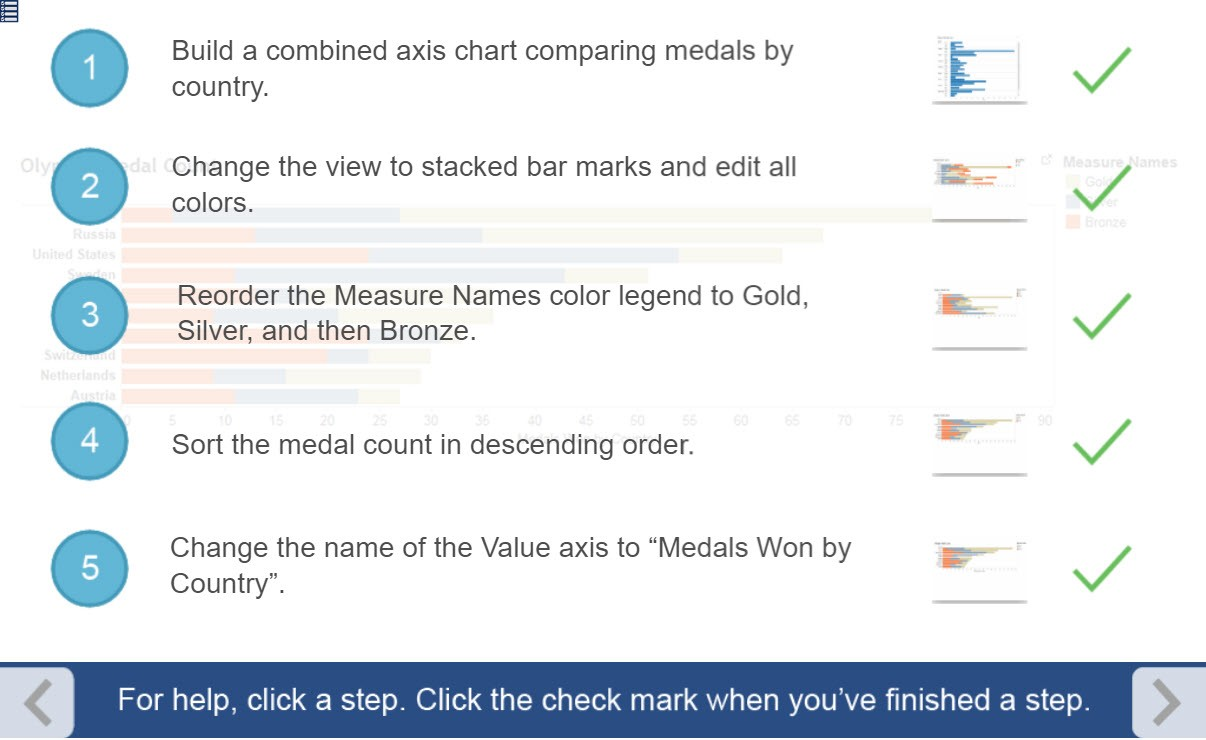 1
Build a combined axis chart comparing medals by
country.
2
Change the view to stacked bar marks and edit all
colors.
Measure Names
Gold
Bronze
Russia
United States
Sweden
3
Reorder the Measure Names color legend to Gold,
Silver, and then Bronze.
Switzerland
Netherlands
Austria
5 10 15 20 25 30 35 40 45 50 55 60 65 70 75 90
4
Sort the medal count in descending order.
5
Change the name of the Value axis to “Medals Won by
Country”.
For help, click a step. Click the check mark when you’ve finished a step.